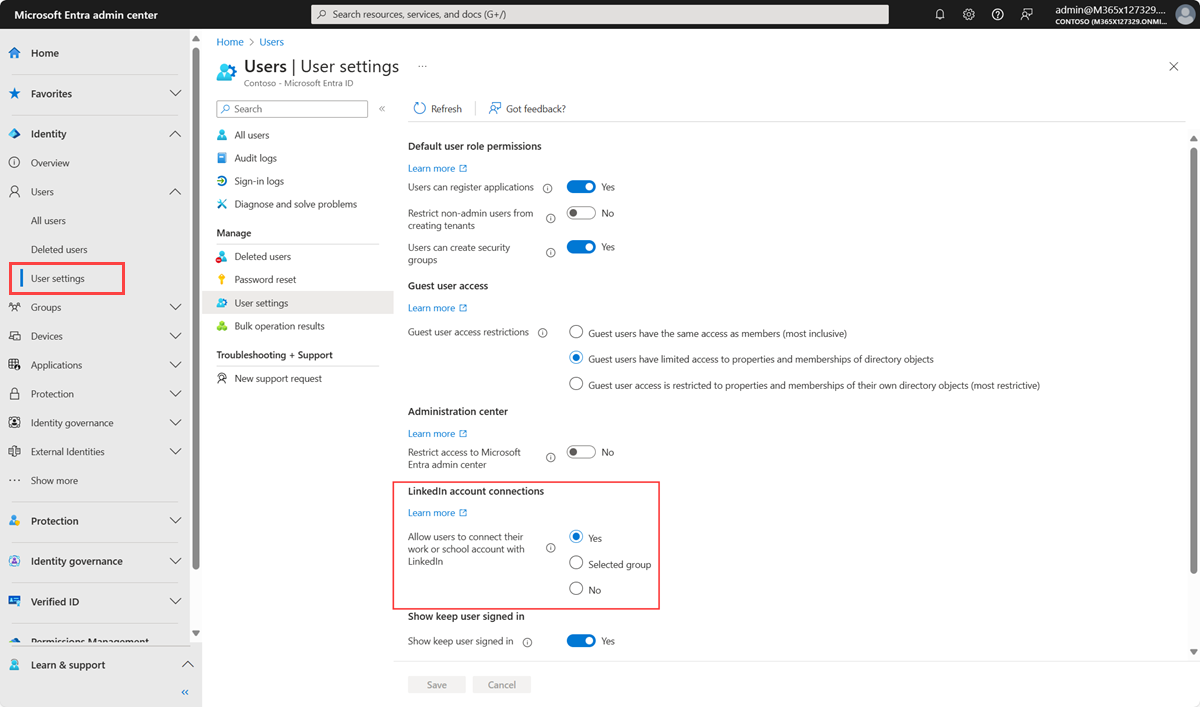 Microsoft Entra admin center
Search resources, services, and docs (G+/)
admin@M365x127329....
CONTOSO (M365X127329.ONMI...
Home
Favorites
Identity
Overview
Users
All users
Deleted users
User settings
Groups
Devices
Applications
Protection
Identity governance
External Identities
Show more
Protection
Identity governance
Verified ID
Permissions Management
Learn & support
Home > Users
Users | User settings ...
Contoso - Microsoft Entra ID
Search
All users
Audit logs
Sign-in logs
Diagnose and solve problems
Manage
Deleted users
Password reset
User settings
Bulk operation results
Troubleshooting + Support
New support request
Refresh
Got feedback?
Default user role permissions
Learn more
Users can register applications
Yes
Restrict non-admin users from
creating tenants
No
Users can create security
groups
Yes
Guest user access
Learn more
Guest user access restrictions
Guest users have the same access as members (most inclusive)
Guest users have limited access to properties and memberships of directory objects
Guest user access is restricted to properties and memberships of their own directory objects (most restrictive)
Administration center
Learn more
Restrict access to Microsoft
Entra admin center
No
LinkedIn account connections
Learn more
Allow users to connect their
work or school account with
LinkedIn
Yes
Selected group
No
Show keep user signed in
Show keep user signed in
Yes
Save
Cancel